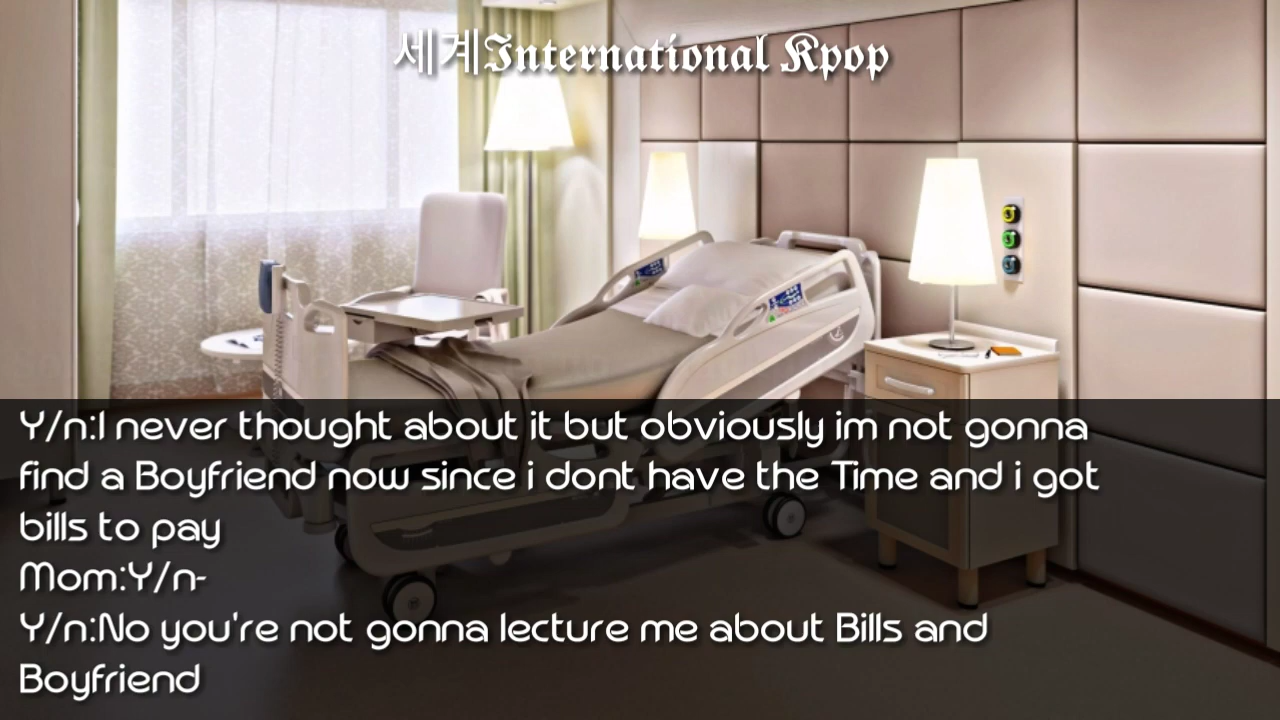 세계International Kpop
Y/n:I never thought about it but obviously im not gonna
find a Boyfriend now since i dont have the Time and i got
bills to pay
Mom:Y/n-
Y/n:No you're not gonna lecture me about Bills and
Boyfriend